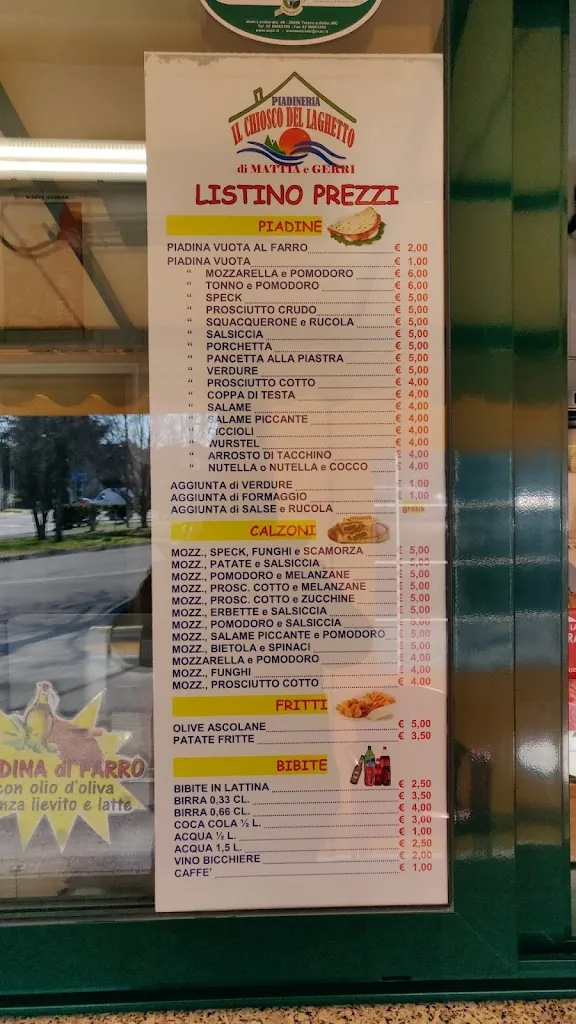 PIADINERIA
IL CHIOSCO DEL LAGHETTO
di MATTIA e GERRI
LISTINO PREZZI
PIADINE
PIADINA VUOTA AL FARRO € 2,00
PIADINA VUOTA € 1,00
“ MOZZARELLA e POMODORO € 6,00
“ TONNO e POMODORO € 6,00
“ SPECK € 5,00
“ PROSCIUTTO CRUDO € 5,00
“ SQUACQUERONE e RUCOLA € 5,00
“ SALSICCIA € 5,00
“ PORCHETTA € 5,00
“ PANCETTA ALLA PIASTRA € 5,00
“ VERDURE € 5,00
“ PROSCIUTTO COTTO € 4,00
“ COPPA DI TESTA € 4,00
“ SALAME € 4,00
“ SALAME PICCANTE € 4,00
“ CICCIOLI € 4,00
“ WURSTEL € 4,00
“ ARROSTO DI TACCHINO € 4,00
“ NUTELLA o NUTELLA e COCCO € 4,00
AGGIUNTA di VERDURE € 1,00
AGGIUNTA di FORMAGGIO € 1,00
AGGIUNTA di SALSE e RUCOLA gratis
CALZONI
MOZZ., SPECK, FUNGHI e SCAMORZA € 5,00
MOZZ., PATATE e SALSICCIA € 5,00
MOZZ., POMODORO e MELANZANE € 5,00
MOZZ., PROSC. COTTO e MELANZANE € 5,00
MOZZ., PROSC. COTTO e ZUCCHINE € 5,00
MOZZ., ERBETTE e SALSICCIA € 5,00
MOZZ., POMODORO e SALSICCIA € 5,00
MOZZ., SALAME PICCANTE e POMODORO € 5,00
MOZZ., BIETOLA e SPINACI € 5,00
MOZZARELLA e POMODORO € 4,00
MOZZ., FUNGHI € 4,00
MOZZ., PROSCIUTTO COTTO € 4,00
FRITTI
OLIVE ASCOLANE € 5,00
PATATE FRITTE € 3,50
BIBITE
BIBITE IN LATTINA € 2,50
BIRRA 0,33 CL. € 3,50
BIRRA 0,66 CL. € 4,00
COCA COLA ½ L. € 3,00
ACQUA ½ L. € 1,00
ACQUA 1,5 L. € 2,50
VINO BICCHIERE € 2,00
CAFFE' € 1,00
DINA di FARRO
con olio d'oliva
nza lievito e latte